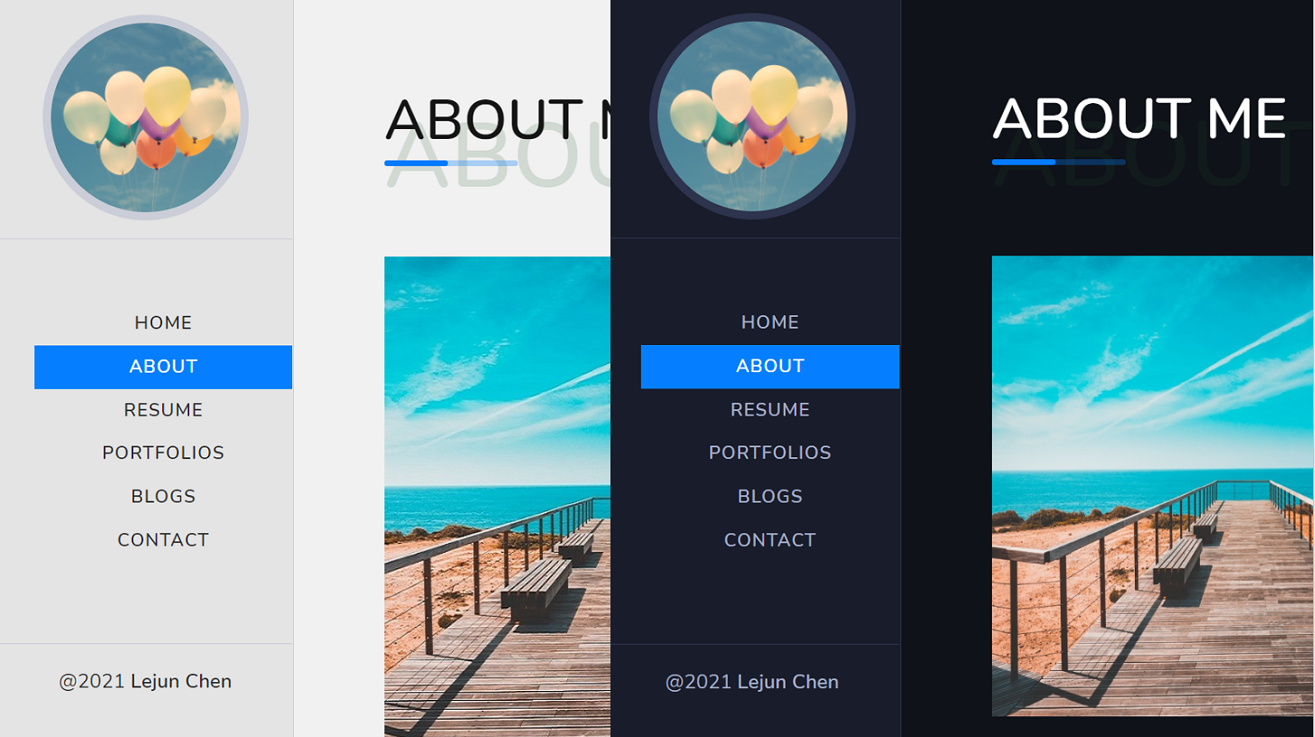 ABOUT M
ABOUT
HOME
ABOUT
RESUME
PORTFOLIOS
BLOGS
CONTACT
@2021 Lejun Chen
ABOUT ME
ABOUT
HOME
ABOUT
RESUME
PORTFOLIOS
BLOGS
CONTACT
@2021 Lejun Chen